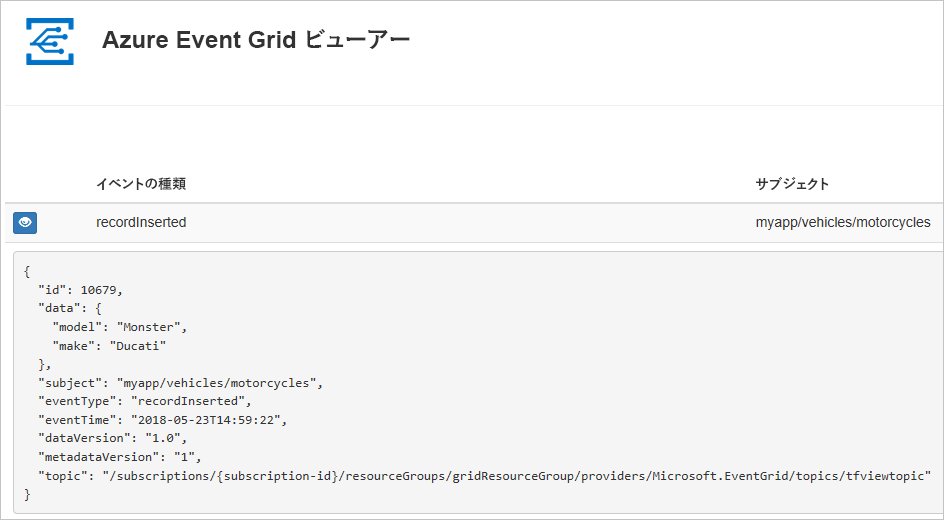 Azure Event Grid ビューアー
イベントの種類 サブジェクト
recordInserted myapp/vehicles/motorcycles
{
  "id": 10679,
  "data": {
    "model": "Monster",
    "make": "Ducati"
  },
  "subject": "myapp/vehicles/motorcycles",
  "eventType": "recordInserted",
  "eventTime": "2018-05-23T14:59:22",
  "dataVersion": "1.0",
  "metadataVersion": "1",
  "topic": "/subscriptions/{subscription-id}/resourceGroups/gridResourceGroup/providers/Microsoft.EventGrid/topics/tfviewtopic"
}